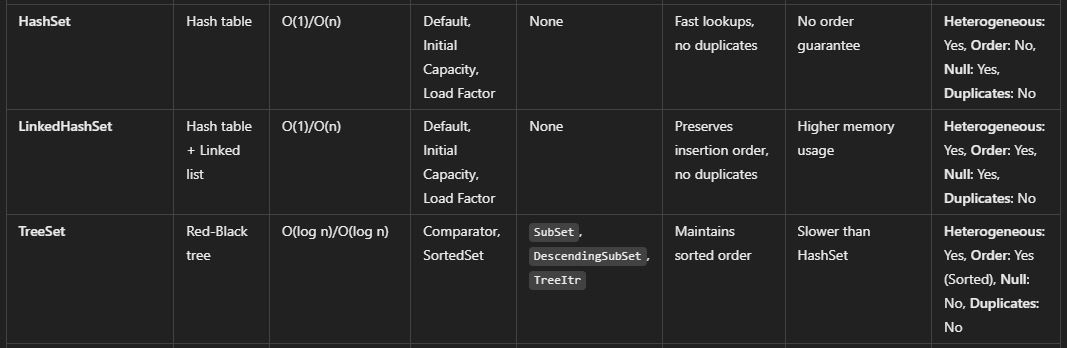 HashSet
Hash table
O(1)/O(n)
Default,
Initial
Capacity,
Load Factor
None
Fast lookups,
no duplicates
No order
guarantee
Heterogeneous:
Yes, Order: No,
Null: Yes,
Duplicates: No
LinkedHashSet
Hash table
+ Linked
list
O(1)/O(n)
Default,
Initial
Capacity,
Load Factor
None
Preserves
insertion order,
no duplicates
Higher memory
usage
Heterogeneous:
Yes, Order: Yes,
Null: Yes,
Duplicates: No
TreeSet
Red-Black
tree
O(log n)/O(log n)
Comparator,
SortedSet
SubSet,
DescendingSubSet,
TreeItr
Maintains
sorted order
Slower than
HashSet
Heterogeneous:
Yes, Order: Yes
(Sorted), Null:
No, Duplicates:
No